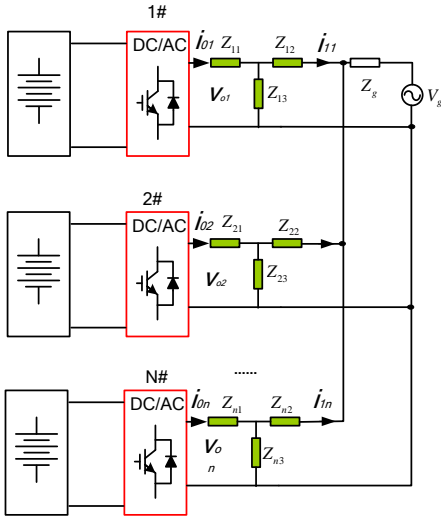 1#
DC/AC i01 Z11 Z12 i11
Vo1 Z13 Zg Vg
2#
DC/AC i02 Z21 Z22
Vo2 Z23
......
N#
DC/AC i0n Zn1 Zn2 i1n
Vo
n Zn3